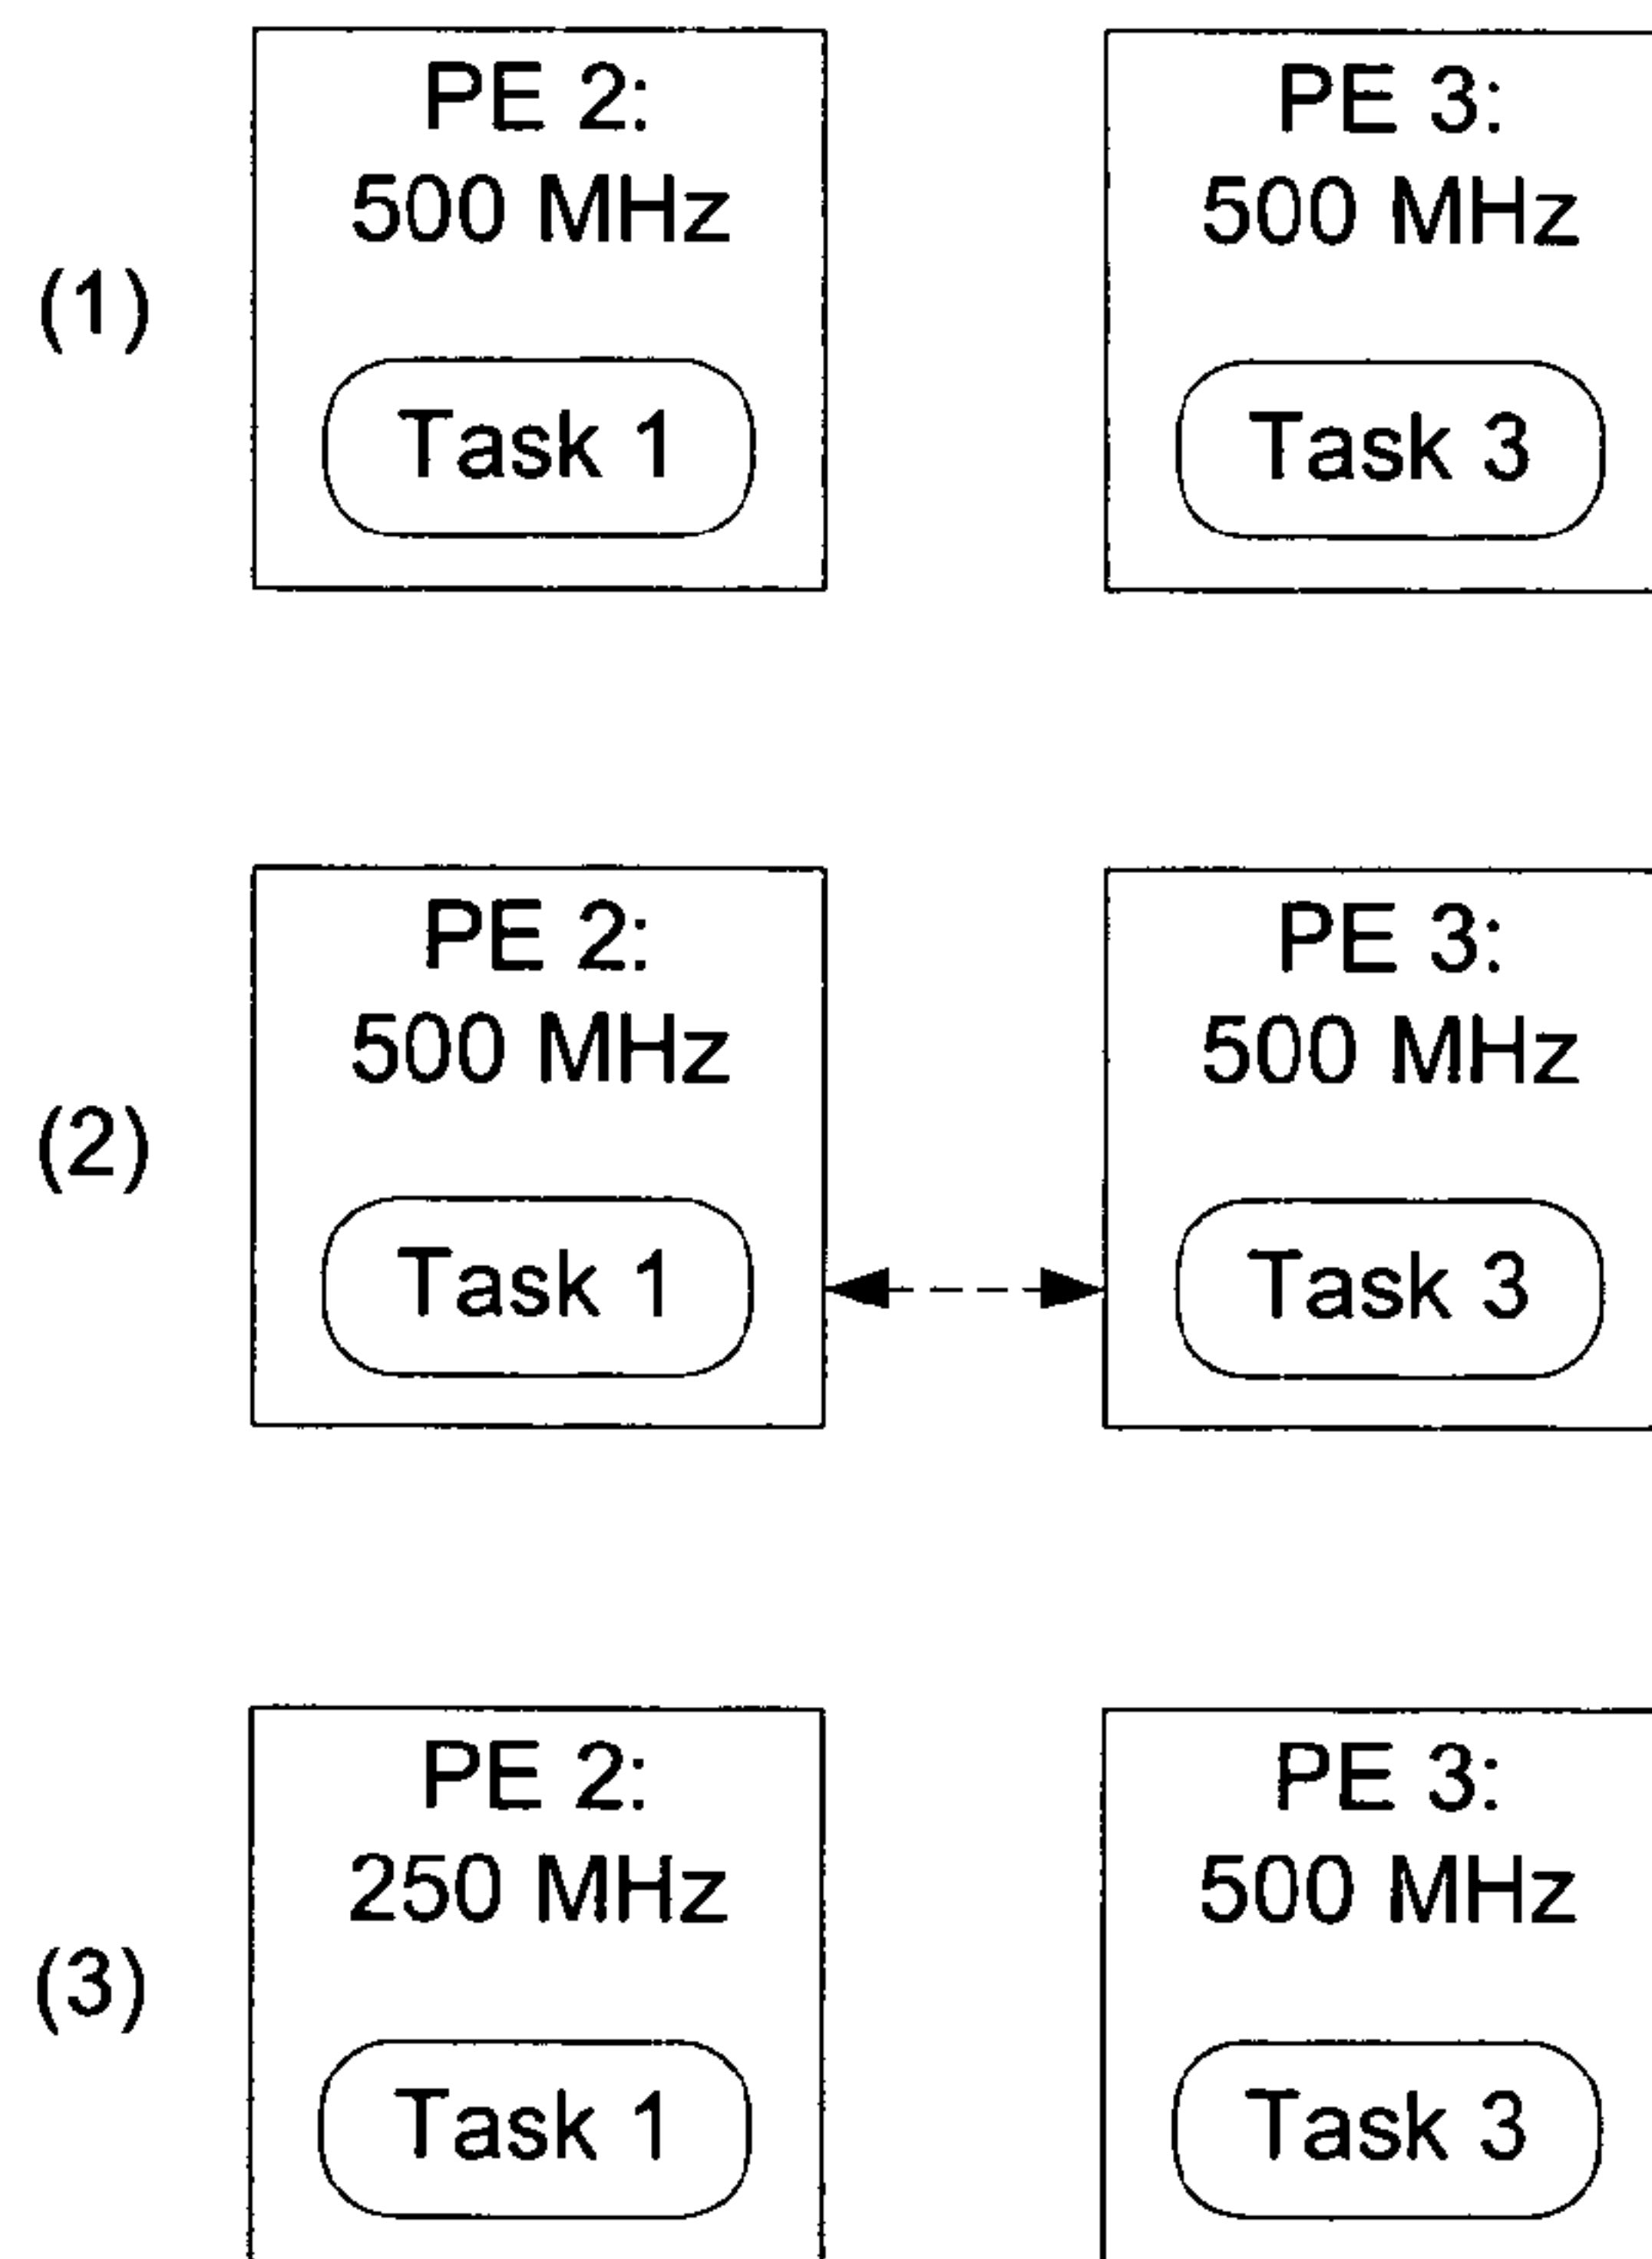 (1)
PE 2:
500 MHz
Task 1
PE 3:
500 MHz
Task 3
(2)
PE 2:
500 MHz
Task 1
PE 3:
500 MHz
Task 3
(3)
PE 2:
250 MHz
Task 1
PE 3:
500 MHz
Task 3